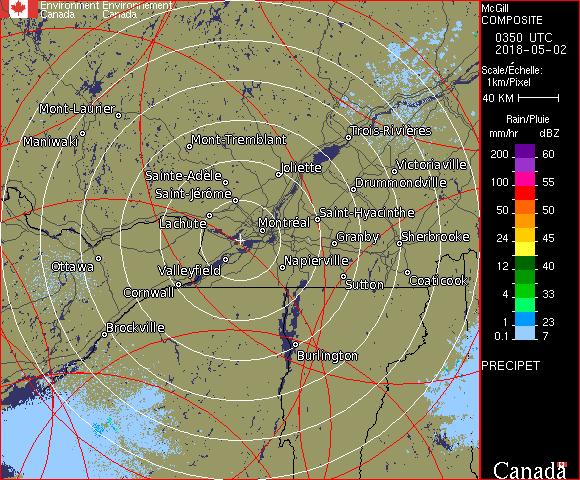 Environment Environnement
Canada Canada
McGill
COMPOSITE
0350 UTC
2018-05-02
Scale/Échelle:
1km/Pixel
40 KM
Rain/Pluie
mm/hr dBZ
200 60
100 55
50 50
24 45
12 40
4 33
1 23
0.1 7
PRECIPET
Mont-Laurier
Maniwaki
Mont-Tremblant
Trois-Rivières
Joliette
Victoriaville
Sainte-Adèle
Drummondville
Saint-Jérôme
Lachute
Saint-Hyacinthe
Montréal
Granby
Sherbrooke
Ottawa
Valleyfield
Napierville
Cornwall
Sutton
Coaticook
Brockville
Burlington
Canada